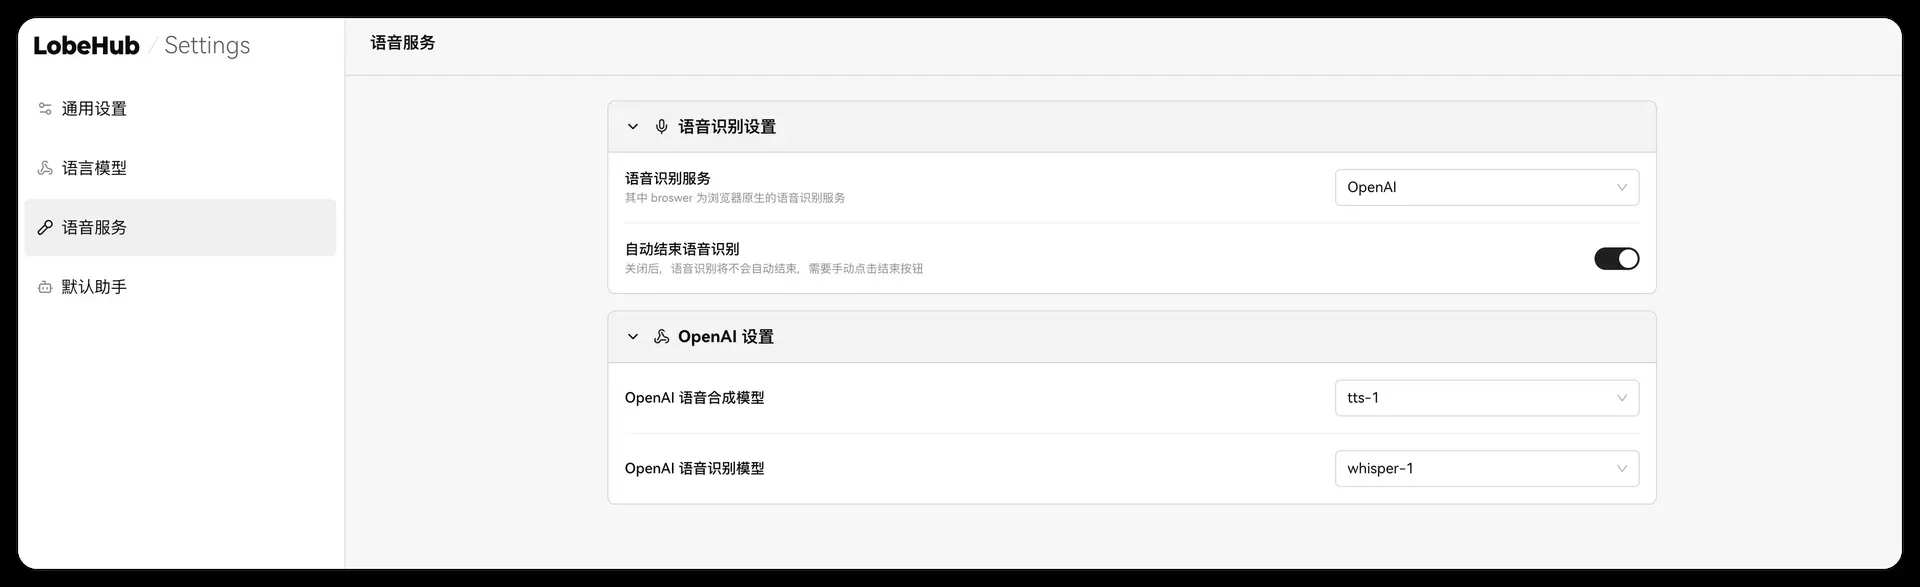 LobeHub / Settings
通用设置
语言模型
语音服务
默认助手
语音服务
语音识别设置
语音识别服务
其中 broswer 为浏览器原生的语音识别服务
OpenAI
自动结束语音识别
关闭后，语音识别将不会自动结束，需要手动点击结束按钮
OpenAI 设置
OpenAI 语音合成模型
tts-1
OpenAI 语音识别模型
whisper-1